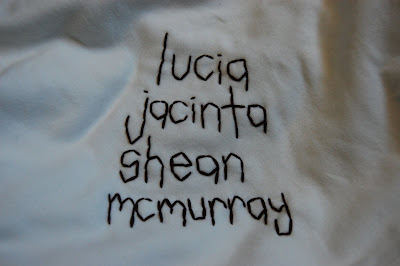 lucia
jacinta
shean
mcmurray